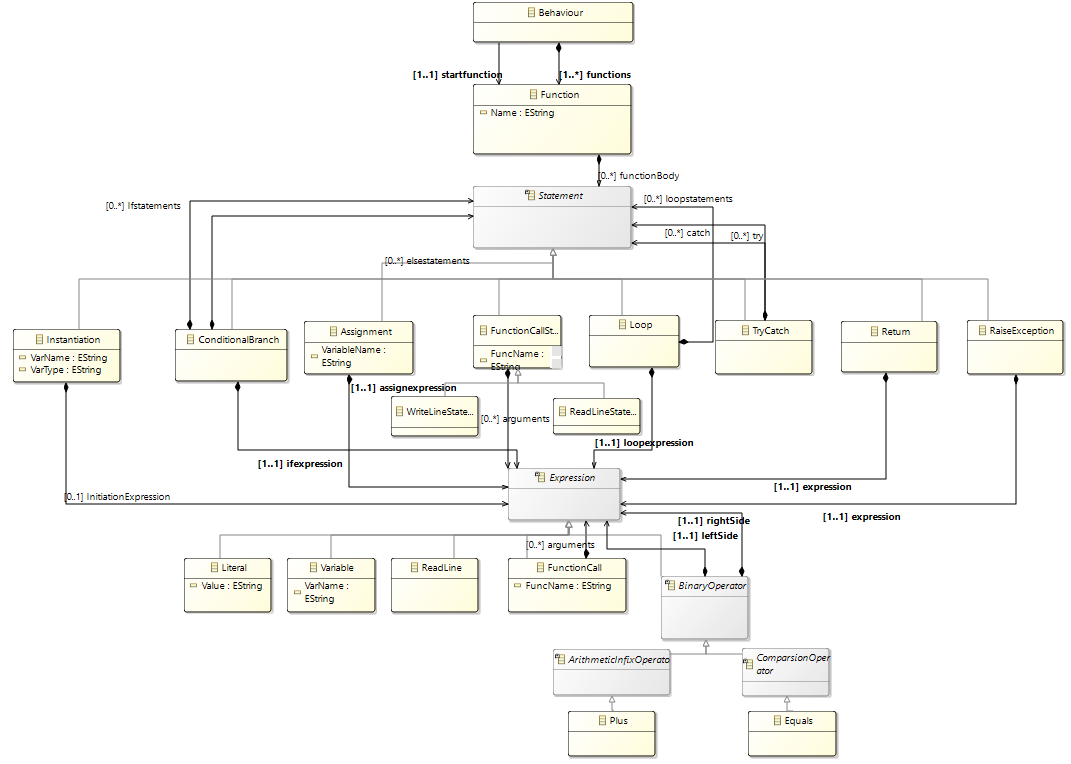 Behaviour
[1..1] startfunction
[1..*] functions
Function
Name : EString
[0..*] functionBody
Statement
[0..*] Ifstatements
[0..*] loopstatements
[0..*] catch
[0..*] try
[0..*] elsestatements
Instantiation
VarName : EString
VarType : EString
ConditionalBranch
Assignment
VariableName :
EString
FunctionCallSt...
FuncName :
EString
Loop
TryCatch
Return
RaiseException
[1..1] assignexpression
WriteLineState...
[0..*] arguments
ReadLineState...
[1..1] loopexpression
[1..1] ifexpression
Expression
[1..1] expression
[0..1] InitiationExpression
[1..1] expression
[1..1] rightSide
[1..1] leftSide
[0..*] arguments
Literal
Value : EString
Variable
VarName :
EString
ReadLine
FunctionCall
FuncName : EString
BinaryOperator
ArithmeticInfixOperato
ComparsionOper
ator
Plus
Equals